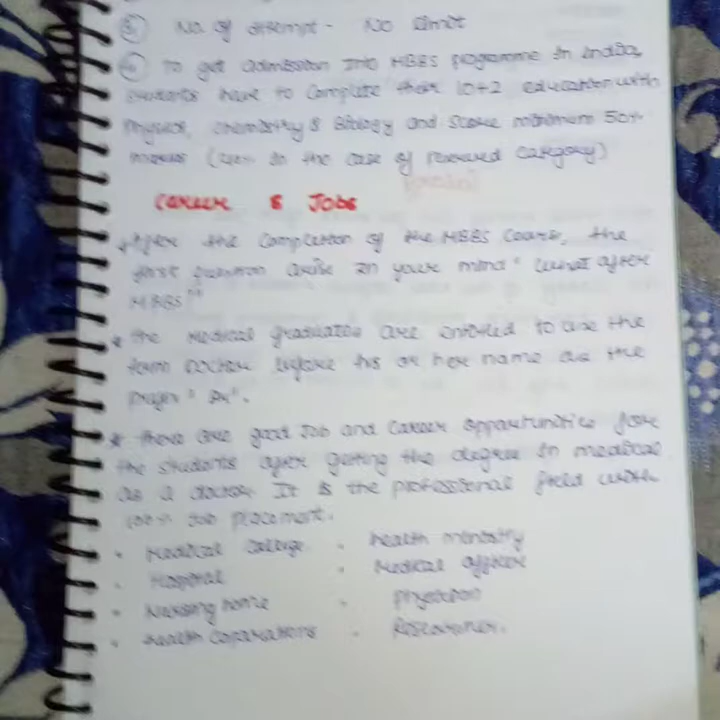 ⑤ No. of attempt - No limit
⑥ To get admission into MBBS programme in India,
students have to complete their 10+2 education with
Physics, Chemistry & Biology and score minimum 50%
marks (40% in the case of reserved category)
Career & Jobs
* After the completion of the MBBS course, the
first question arise in your mind "what after
MBBS"
* the medical graduates are entitled to use the
term Doctor before his or her name as the
prefix "Dr".
* there are good Job and Career opportunities for
the students after getting the degree in medical
as a doctor. It is the professional field with
100% Job placement.
• Medical College • health ministry
• Hospital • Medical officer
• Nursing home • physician
• health Corporations • Researcher.